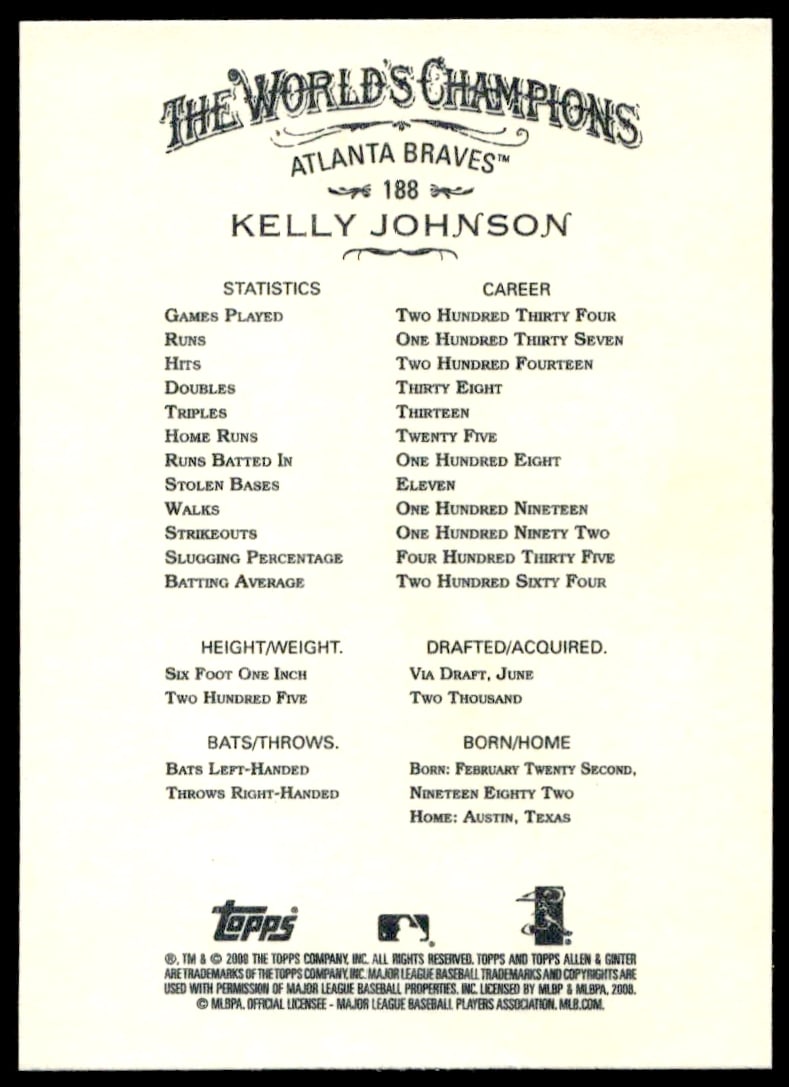 THE WORLD'S CHAMPIONS
ATLANTA BRAVES™
188
KELLY JOHNSON
STATISTICS CAREER
GAMES PLAYED TWO HUNDRED THIRTY FOUR
RUNS ONE HUNDRED THIRTY SEVEN
HITS TWO HUNDRED FOURTEEN
DOUBLES THIRTY EIGHT
TRIPLES THIRTEEN
HOME RUNS TWENTY FIVE
RUNS BATTED IN ONE HUNDRED EIGHT
STOLEN BASES ELEVEN
WALKS ONE HUNDRED NINETEEN
STRIKEOUTS ONE HUNDRED NINETY TWO
SLUGGING PERCENTAGE FOUR HUNDRED THIRTY FIVE
BATTING AVERAGE TWO HUNDRED SIXTY FOUR
HEIGHT/WEIGHT. DRAFTED/ACQUIRED.
SIX FOOT ONE INCH VIA DRAFT, JUNE
TWO HUNDRED FIVE TWO THOUSAND
BATS/THROWS. BORN/HOME
BATS LEFT-HANDED BORN: FEBRUARY TWENTY SECOND,
THROWS RIGHT-HANDED NINETEEN EIGHTY TWO
HOME: AUSTIN, TEXAS
Topps®
®, TM & © 2008 THE TOPPS COMPANY, INC. ALL RIGHTS RESERVED. TOPPS AND TOPPS ALLEN & GINTER
ARE TRADEMARKS OF THE TOPPS COMPANY, INC. MAJOR LEAGUE BASEBALL TRADEMARKS AND COPYRIGHTS ARE
USED WITH PERMISSION OF MAJOR LEAGUE BASEBALL PROPERTIES, INC. LICENSED BY MLBP & MLBPA, 2008.
© MLBPA, OFFICIAL LICENSEE - MAJOR LEAGUE BASEBALL PLAYERS ASSOCIATION. MLB.COM.